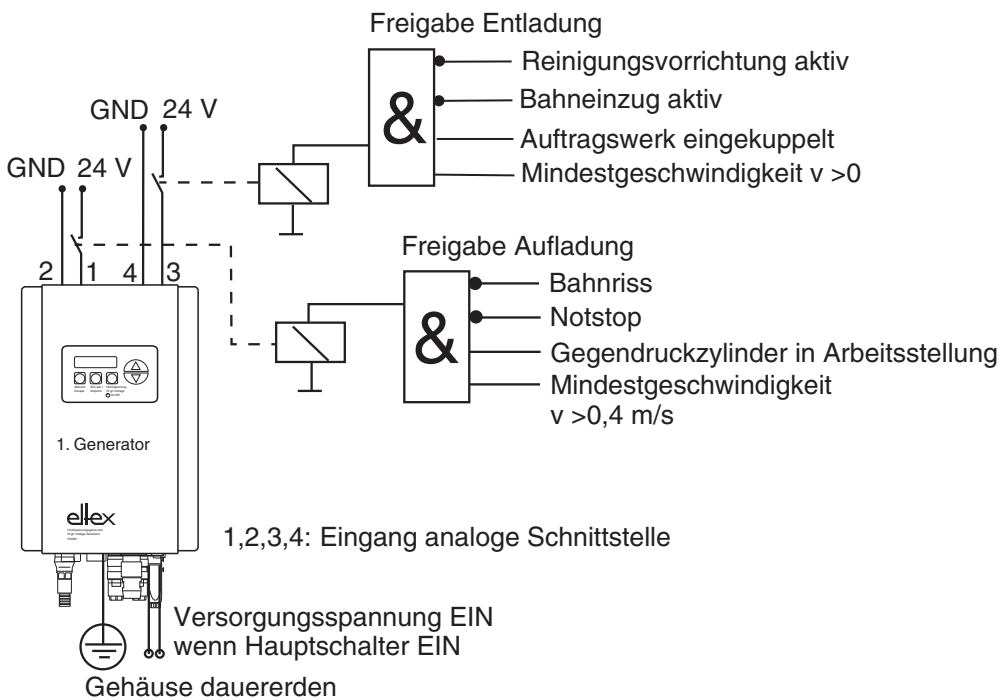 Freigabe Entladung
Reinigungsvorrichtung aktiv
Bahneinzug aktiv
Auftragswerk eingekuppelt
Mindestgeschwindigkeit v >0
&
GND 24 V
GND 24 V
2 1 4 3
Freigabe Aufladung
Bahnriss
Notstop
Gegendruckzylinder in Arbeitsstellung
Mindestgeschwindigkeit
v >0,4 m/s
&
1. Generator
eltex
1,2,3,4: Eingang analoge Schnittstelle
Versorgungsspannung EIN
wenn Hauptschalter EIN
Gehäuse dauererden